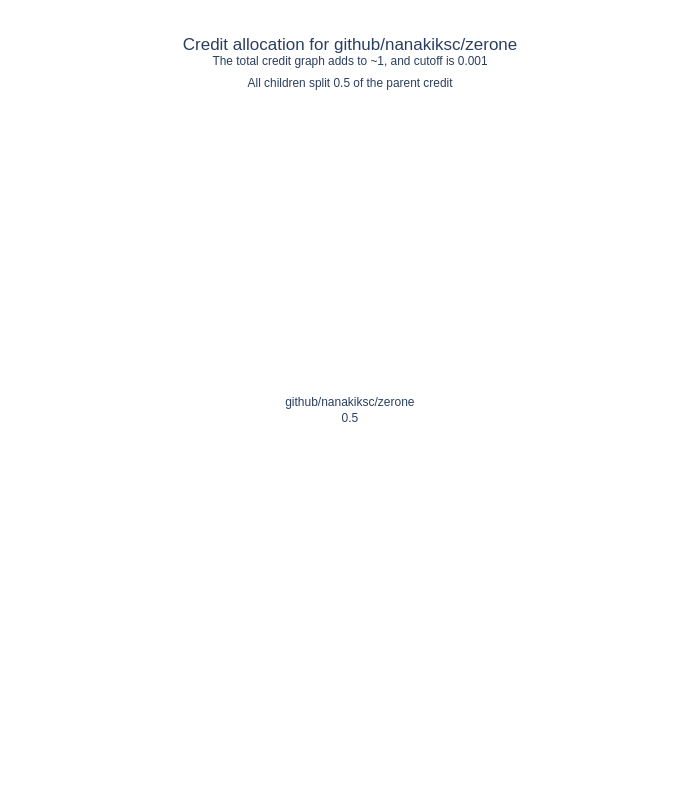 Credit allocation for github/nanakiksc/zerone
The total credit graph adds to ~1, and cutoff is 0.001
All children split 0.5 of the parent credit
github/nanakiksc/zerone
0.5